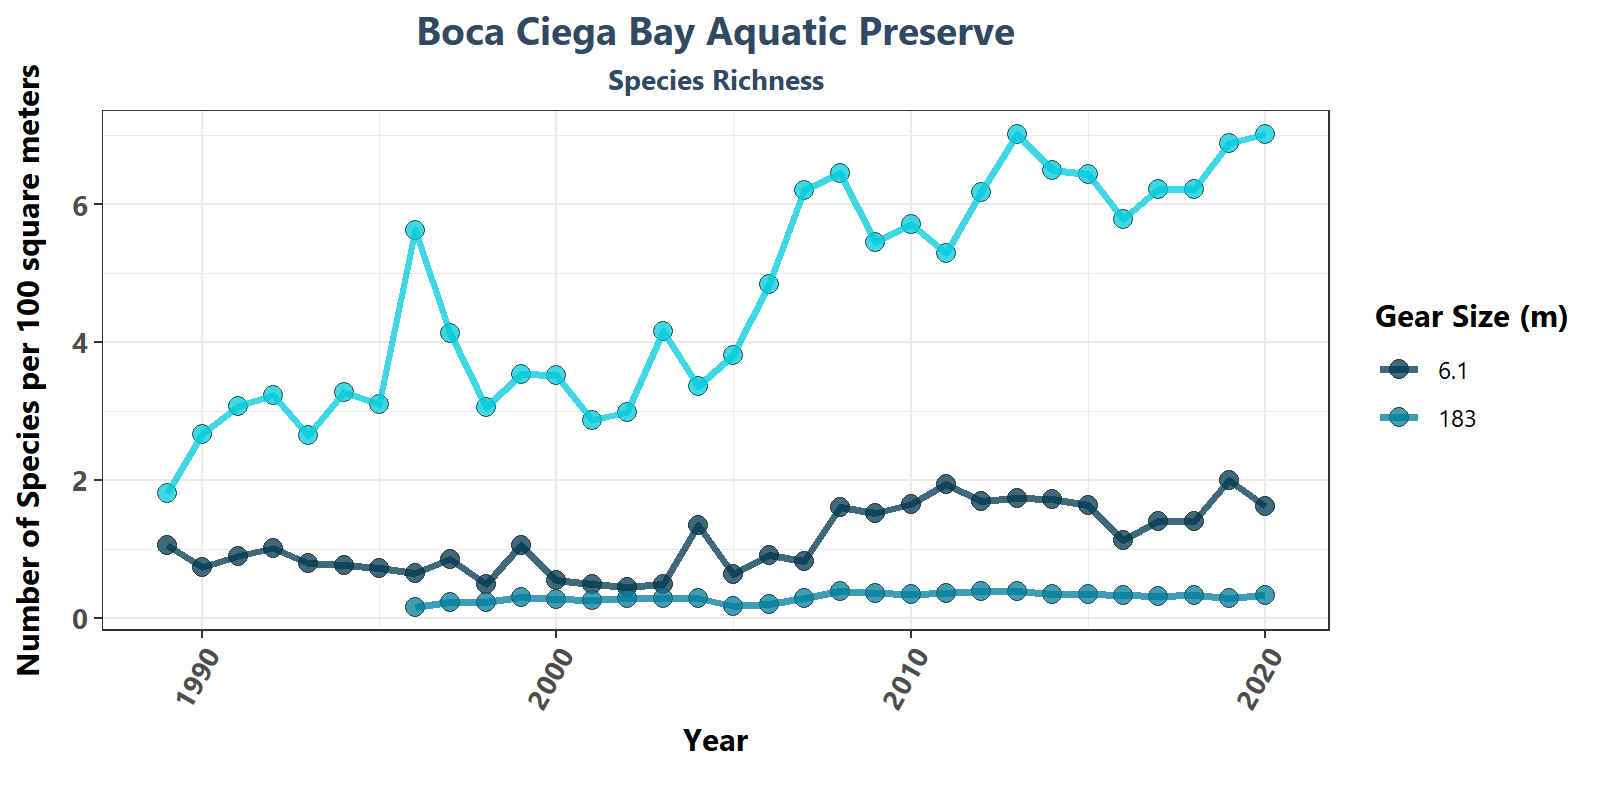 Boca Ciega Bay Aquatic Preserve
Species Richness
Number of Species per 100 square meters
6
4
2
0
1990
2000
2010
2020
Year
Gear Size (m)
6.1
183